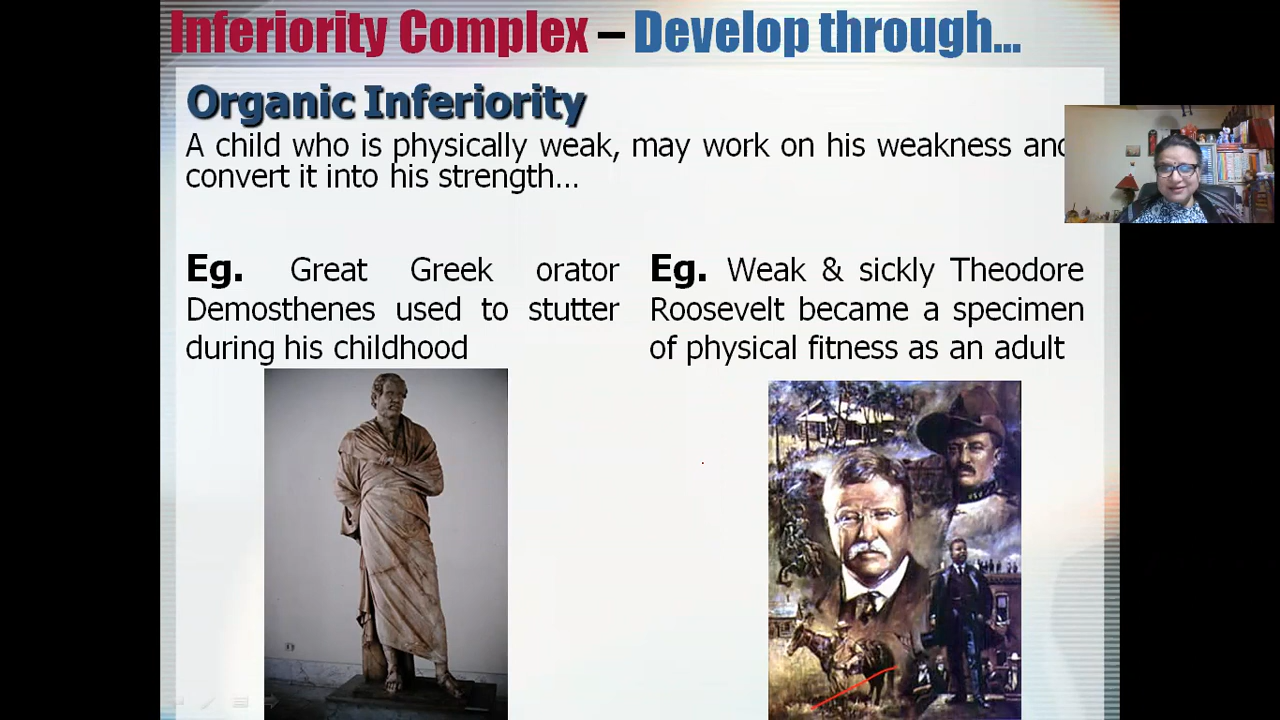 Inferiority Complex – Develop through...
Organic Inferiority
A child who is physically weak, may work on his weakness and
convert it into his strength...
Eg. Great Greek orator
Demosthenes used to stutter
during his childhood
Eg. Weak & sickly Theodore
Roosevelt became a specimen
of physical fitness as an adult